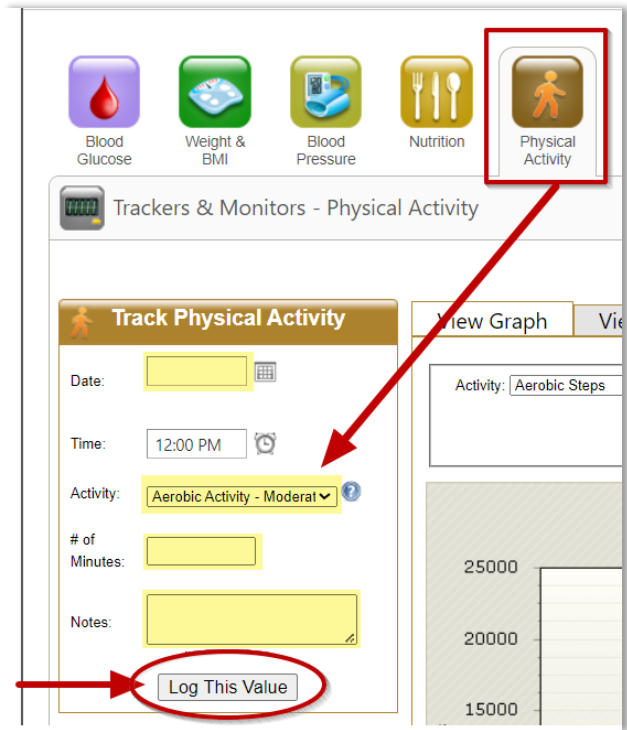 Blood
Glucose
Weight &
BMI
Blood
Pressure
Nutrition
Physical
Activity
Trackers & Monitors - Physical Activity
Track Physical Activity
Date:
Time:
12:00 PM
Activity:
Aerobic Activity - Moderat
# of
Minutes:
Notes:
Log This Value
View Graph
Vie
Activity:
Aerobic Steps
25000
20000
15000